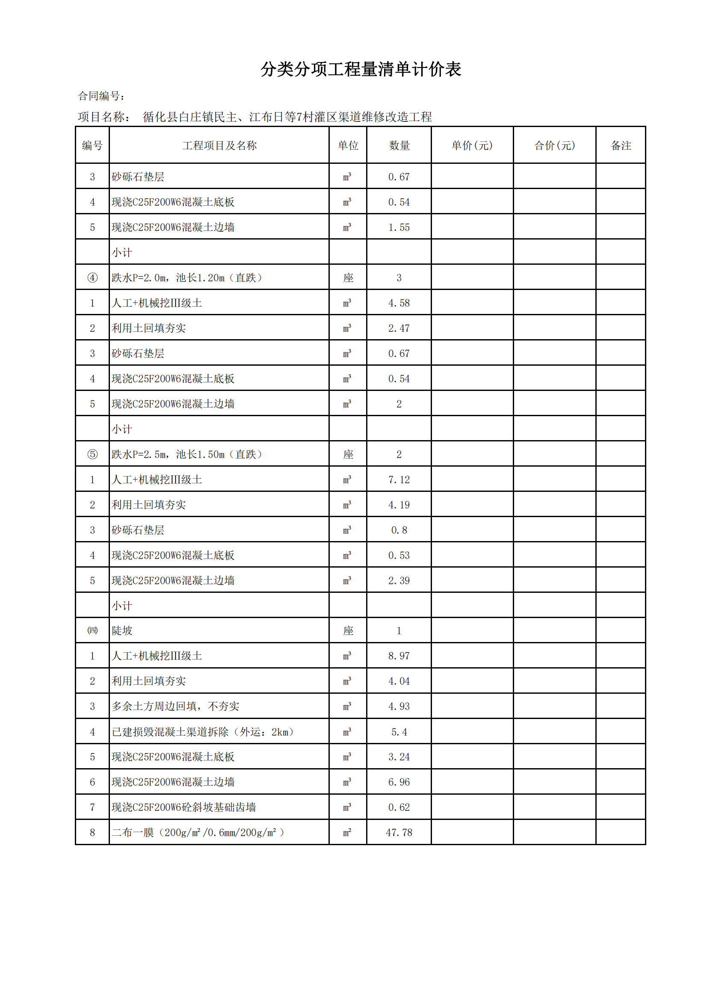 分类分项工程量清单计价表
合同编号：
项目名称： 循化县白庄镇民主、江布日等7村灌区渠道维修改造工程
编号 工程项目及名称 单位 数量 单价(元) 合价(元) 备注
3 砂砾石垫层 m³ 0.67
4 现浇C25F200W6混凝土底板 m³ 0.54
5 现浇C25F200W6混凝土边墙 m³ 1.55
小计
④ 跌水P=2.0m，池长1.20m（直跌） 座 3
1 人工+机械挖Ⅲ级土 m³ 4.58
2 利用土回填夯实 m³ 2.47
3 砂砾石垫层 m³ 0.67
4 现浇C25F200W6混凝土底板 m³ 0.54
5 现浇C25F200W6混凝土边墙 m³ 2
小计
⑤ 跌水P=2.5m，池长1.50m（直跌） 座 2
1 人工+机械挖Ⅲ级土 m³ 7.12
2 利用土回填夯实 m³ 4.19
3 砂砾石垫层 m³ 0.8
4 现浇C25F200W6混凝土底板 m³ 0.53
5 现浇C25F200W6混凝土边墙 m³ 2.39
小计
㈣ 陡坡 座 1
1 人工+机械挖Ⅲ级土 m³ 8.97
2 利用土回填夯实 m³ 4.04
3 多余土方周边回填，不夯实 m³ 4.93
4 已建损毁混凝土渠道拆除（外运：2km） m³ 5.4
5 现浇C25F200W6混凝土底板 m³ 3.24
6 现浇C25F200W6混凝土边墙 m³ 6.96
7 现浇C25F200W6砼斜坡基础齿墙 m³ 0.62
8 二布一膜（200g/m²/0.6mm/200g/m²） m² 47.78